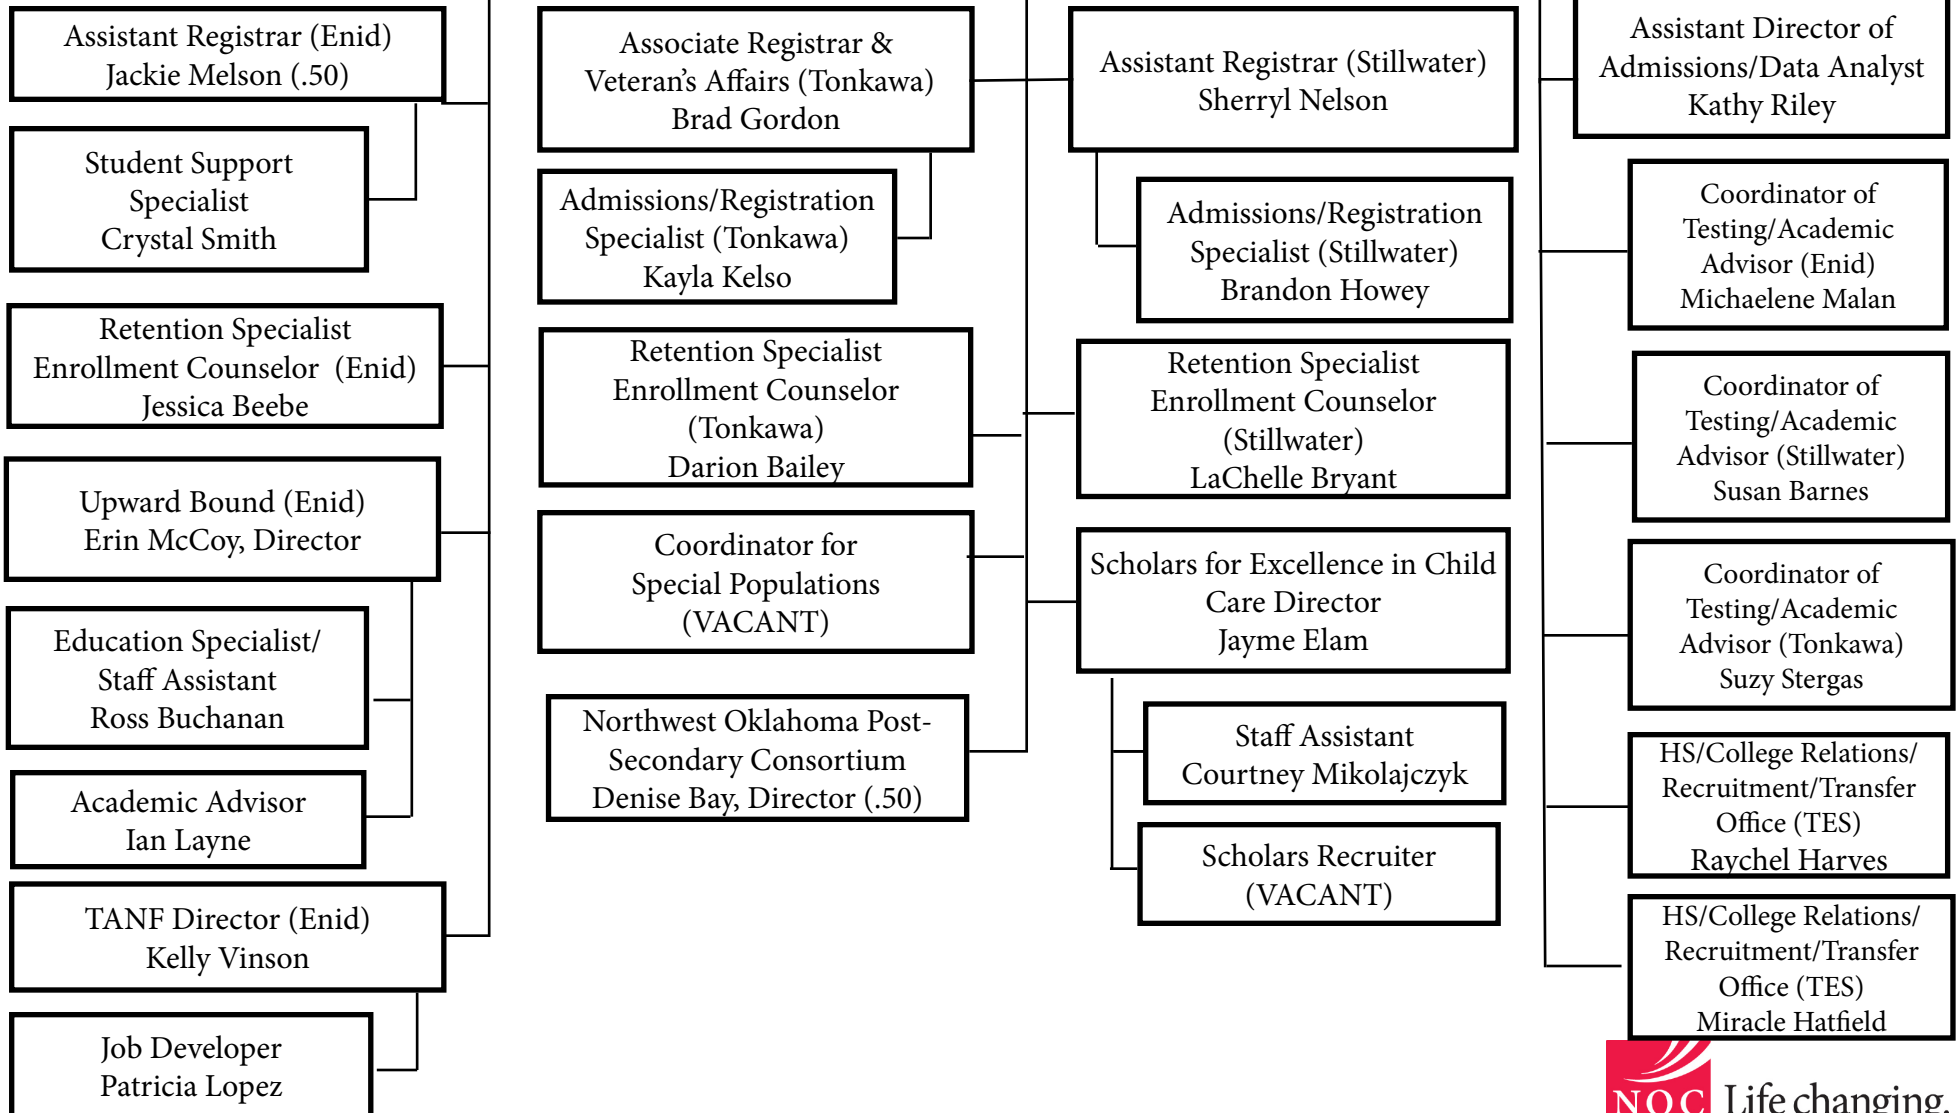 Assistant Registrar (Enid)
Jackie Melson (.50)
Student Support
Specialist
Crystal Smith
Retention Specialist
Enrollment Counselor (Enid)
Jessica Beebe
Upward Bound (Enid)
Erin McCoy, Director
Education Specialist/
Staff Assistant
Ross Buchanan
Academic Advisor
Ian Layne
TANF Director (Enid)
Kelly Vinson
Job Developer
Patricia Lopez
Associate Registrar &
Veteran's Affairs (Tonkawa)
Brad Gordon
Admissions/Registration
Specialist (Tonkawa)
Kayla Kelso
Retention Specialist
Enrollment Counselor
(Tonkawa)
Darion Bailey
Coordinator for
Special Populations
(VACANT)
Northwest Oklahoma Post-
Secondary Consortium
Denise Bay, Director (.50)
Assistant Registrar (Stillwater)
Sherryl Nelson
Admissions/Registration
Specialist (Stillwater)
Brandon Howey
Retention Specialist
Enrollment Counselor
(Stillwater)
LaChelle Bryant
Scholars for Excellence in Child
Care Director
Jayme Elam
Staff Assistant
Courtney Mikolajczyk
Scholars Recruiter
(VACANT)
Assistant Director of
Admissions/Data Analyst
Kathy Riley
Coordinator of
Testing/Academic
Advisor (Enid)
Michaelene Malan
Coordinator of
Testing/Academic
Advisor (Stillwater)
Susan Barnes
Coordinator of
Testing/Academic
Advisor (Tonkawa)
Suzy Stergas
HS/College Relations/
Recruitment/Transfer
Office (TES)
Raychel Harves
HS/College Relations/
Recruitment/Transfer
Office (TES)
Miracle Hatfield
NOC Life changing.